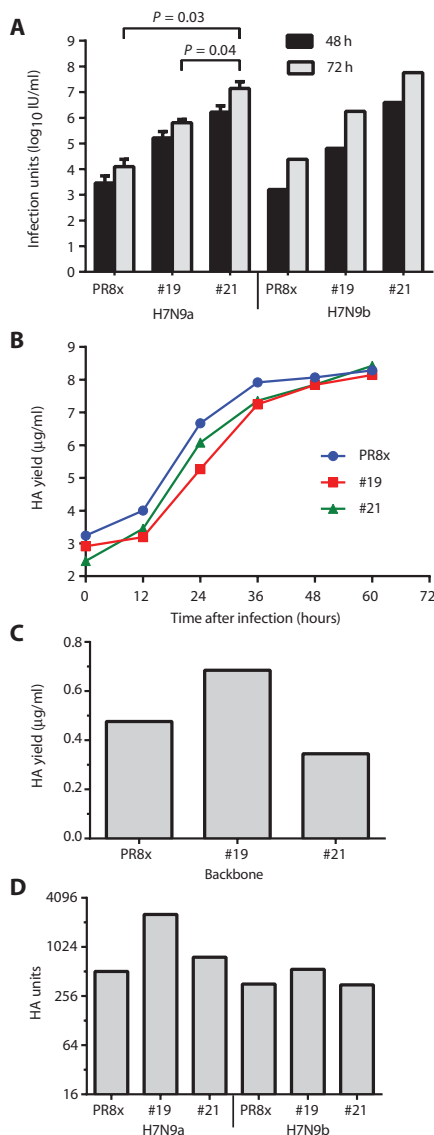 A
P = 0.03
P = 0.04
48 h
72 h
Infection units (log10 IU/ml)
9
8
7
6
5
4
3
2
1
0
PR8x #19 #21 PR8x #19 #21
H7N9a H7N9b
B
HA yield (μg/ml)
9
8
7
6
5
4
3
2
PR8x
#19
#21
0 12 24 36 48 60 72
Time after infection (hours)
C
HA yield (μg/ml)
0.8
0.6
0.4
0.2
0.0
PR8x #19 #21
Backbone
D
HA units
4096
1024
256
64
16
PR8x #19 #21 PR8x #19 #21
H7N9a H7N9b